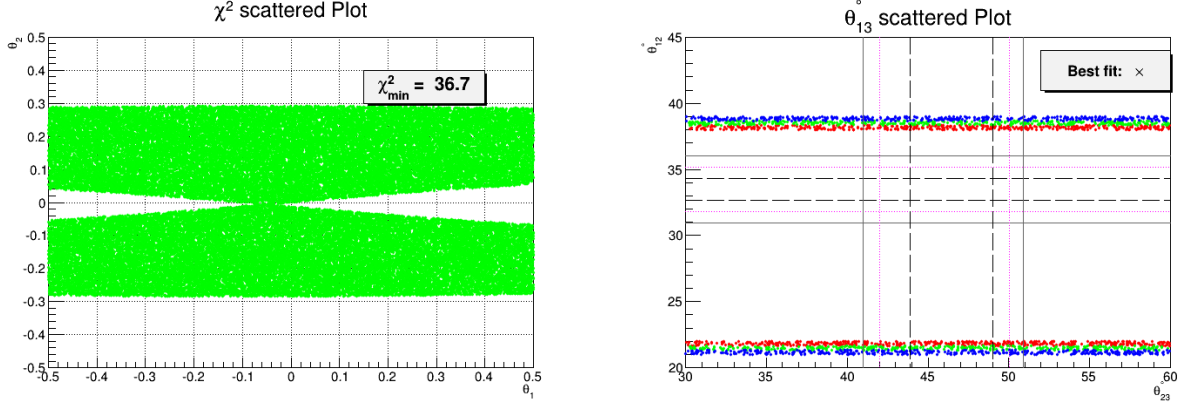 χ² scattered Plot
θ₂
0.5
0.4
0.3
0.2
0.1
0
-0.1
-0.2
-0.3
-0.4
-0.5
χ²min = 36.7
-0.5 -0.4 -0.3 -0.2 -0.1 0 0.1 0.2 0.3 0.4 0.5
θ₁
θ°₁₃ scattered Plot
θ°₁₂
45
40
35
30
25
20
Best fit: ×
30 35 40 45 50 55 60
θ°₂₃